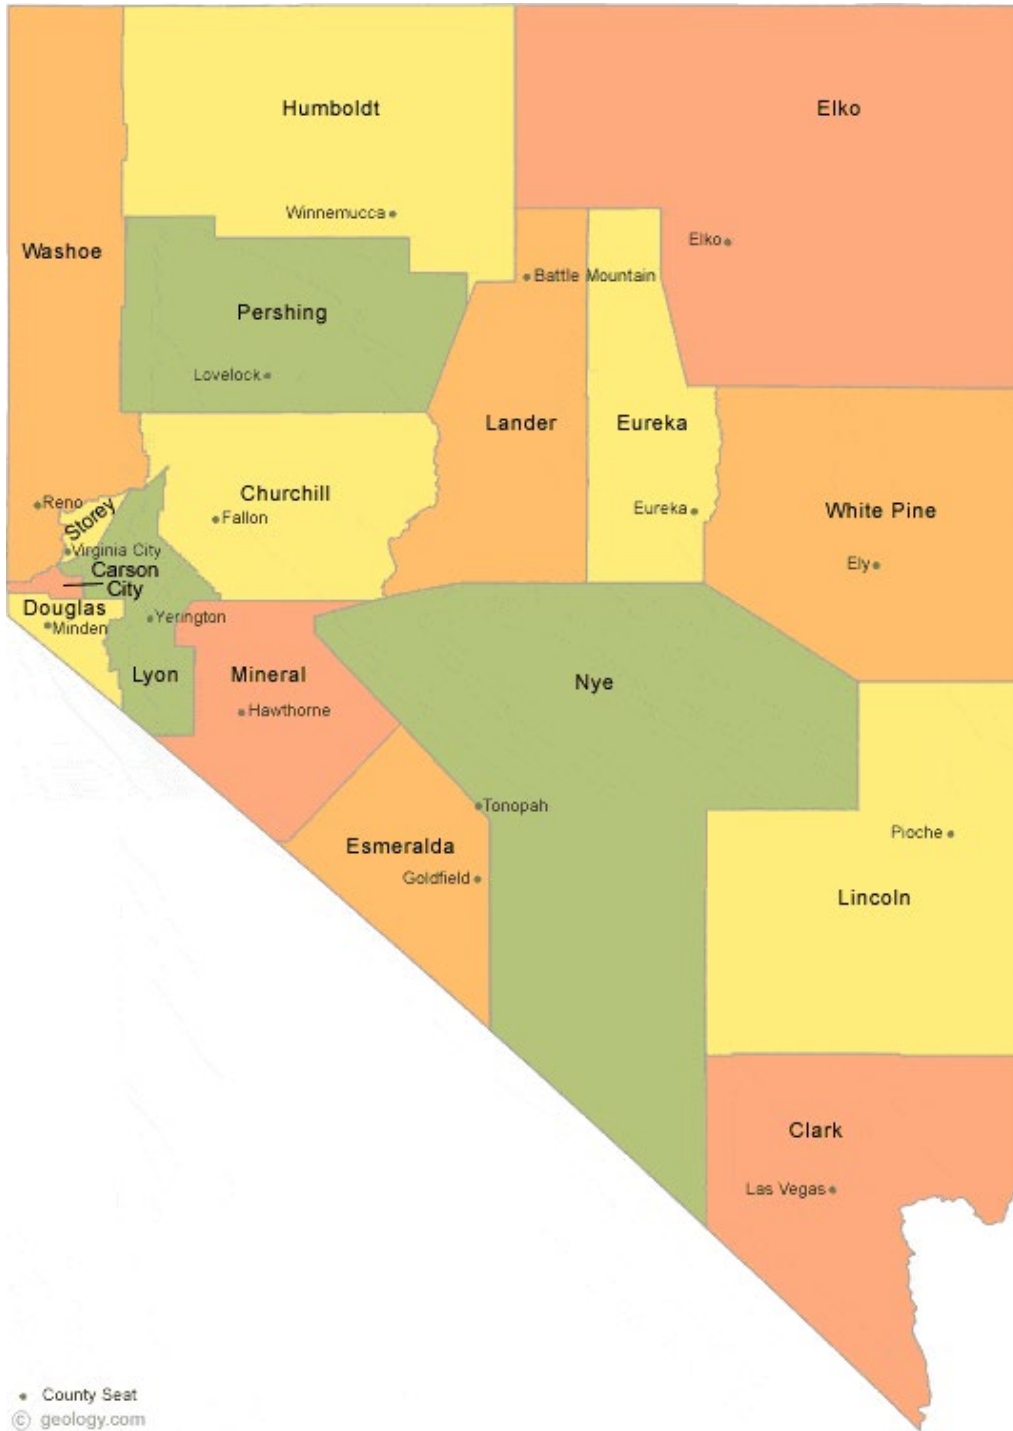 Humboldt
Elko
Winnemucca
Washoe
Elko
Battle Mountain
Pershing
Lovelock
Lander
Eureka
Churchill
Reno
Storey
Fallon
Eureka
White Pine
Virginia City
Carson
City
Ely
Douglas
Minden
Yerington
Lyon
Mineral
Nye
Hawthorne
Tonopah
Pioche
Esmeralda
Goldfield
Lincoln
Clark
Las Vegas
County Seat
© geology.com